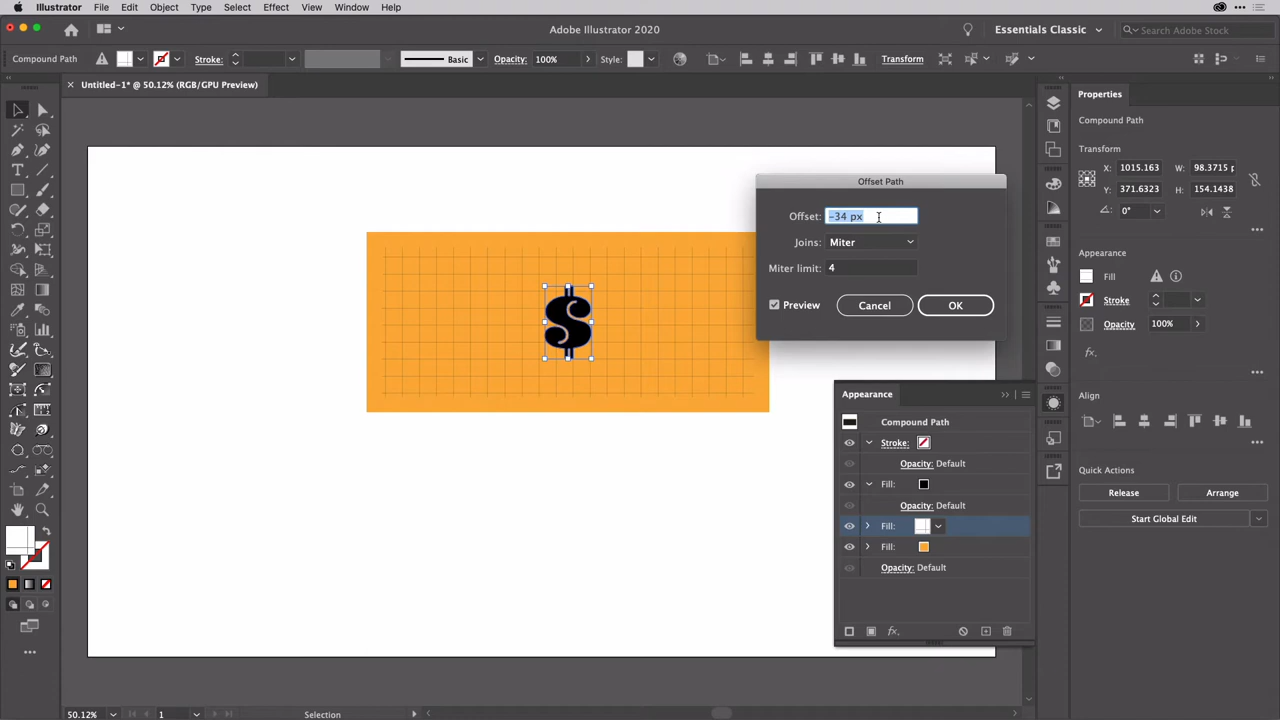 Illustrator File Edit Object Type Select Effect View Window Help
Adobe Illustrator 2020
Essentials Classic
Search Adobe Stock
Compound Path
Stroke:
Basic
Opacity: 100%
Style:
Transform
Untitled-1* @ 50.12% (RGB/GPU Preview)
Properties
Compound Path
Transform
X: 1015.163 W: 98.3715 p
Y: 371.6323 H: 154.1438
0°
Appearance
Fill
Stroke
Opacity 100%
fx.
Align
Quick Actions
Release Arrange
Start Global Edit
Offset Path
Offset: -34 px
Joins: Miter
Miter limit: 4
Preview Cancel OK
$
Appearance
Compound Path
Stroke:
Opacity: Default
Fill:
Opacity: Default
Fill:
Fill:
Opacity: Default
fx.
50.12% 1 Selection